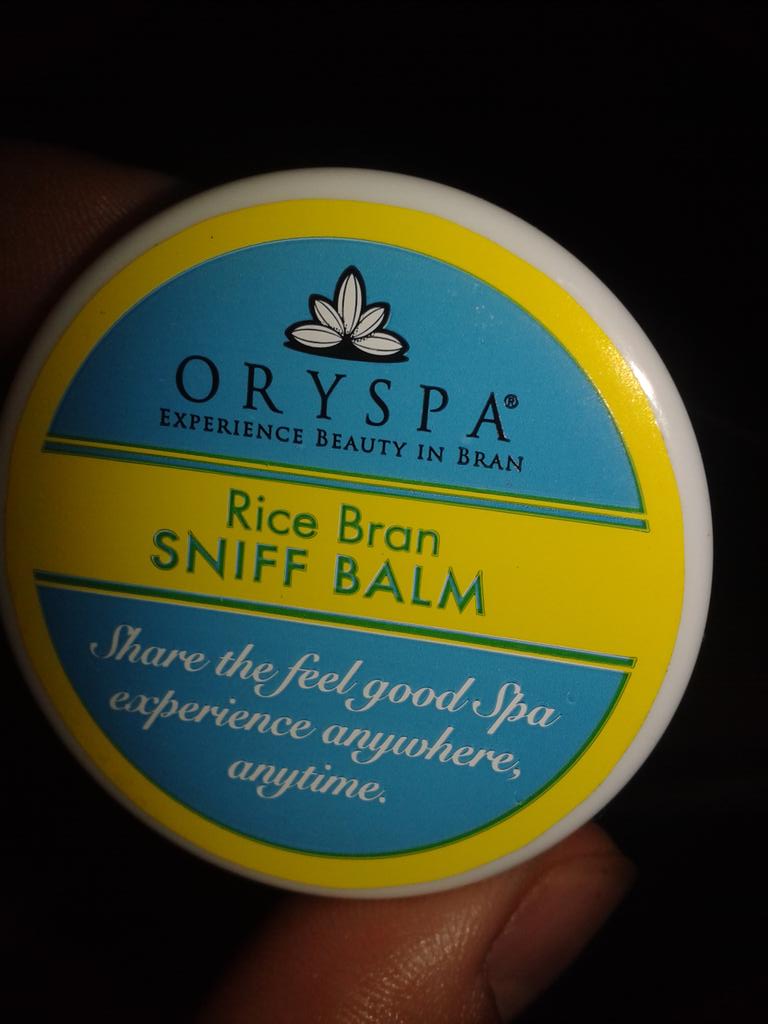 ORYSPA®
EXPERIENCE BEAUTY IN BRAN
Rice Bran
SNIFF BALM
Share the feel good Spa
experience anywhere,
anytime.